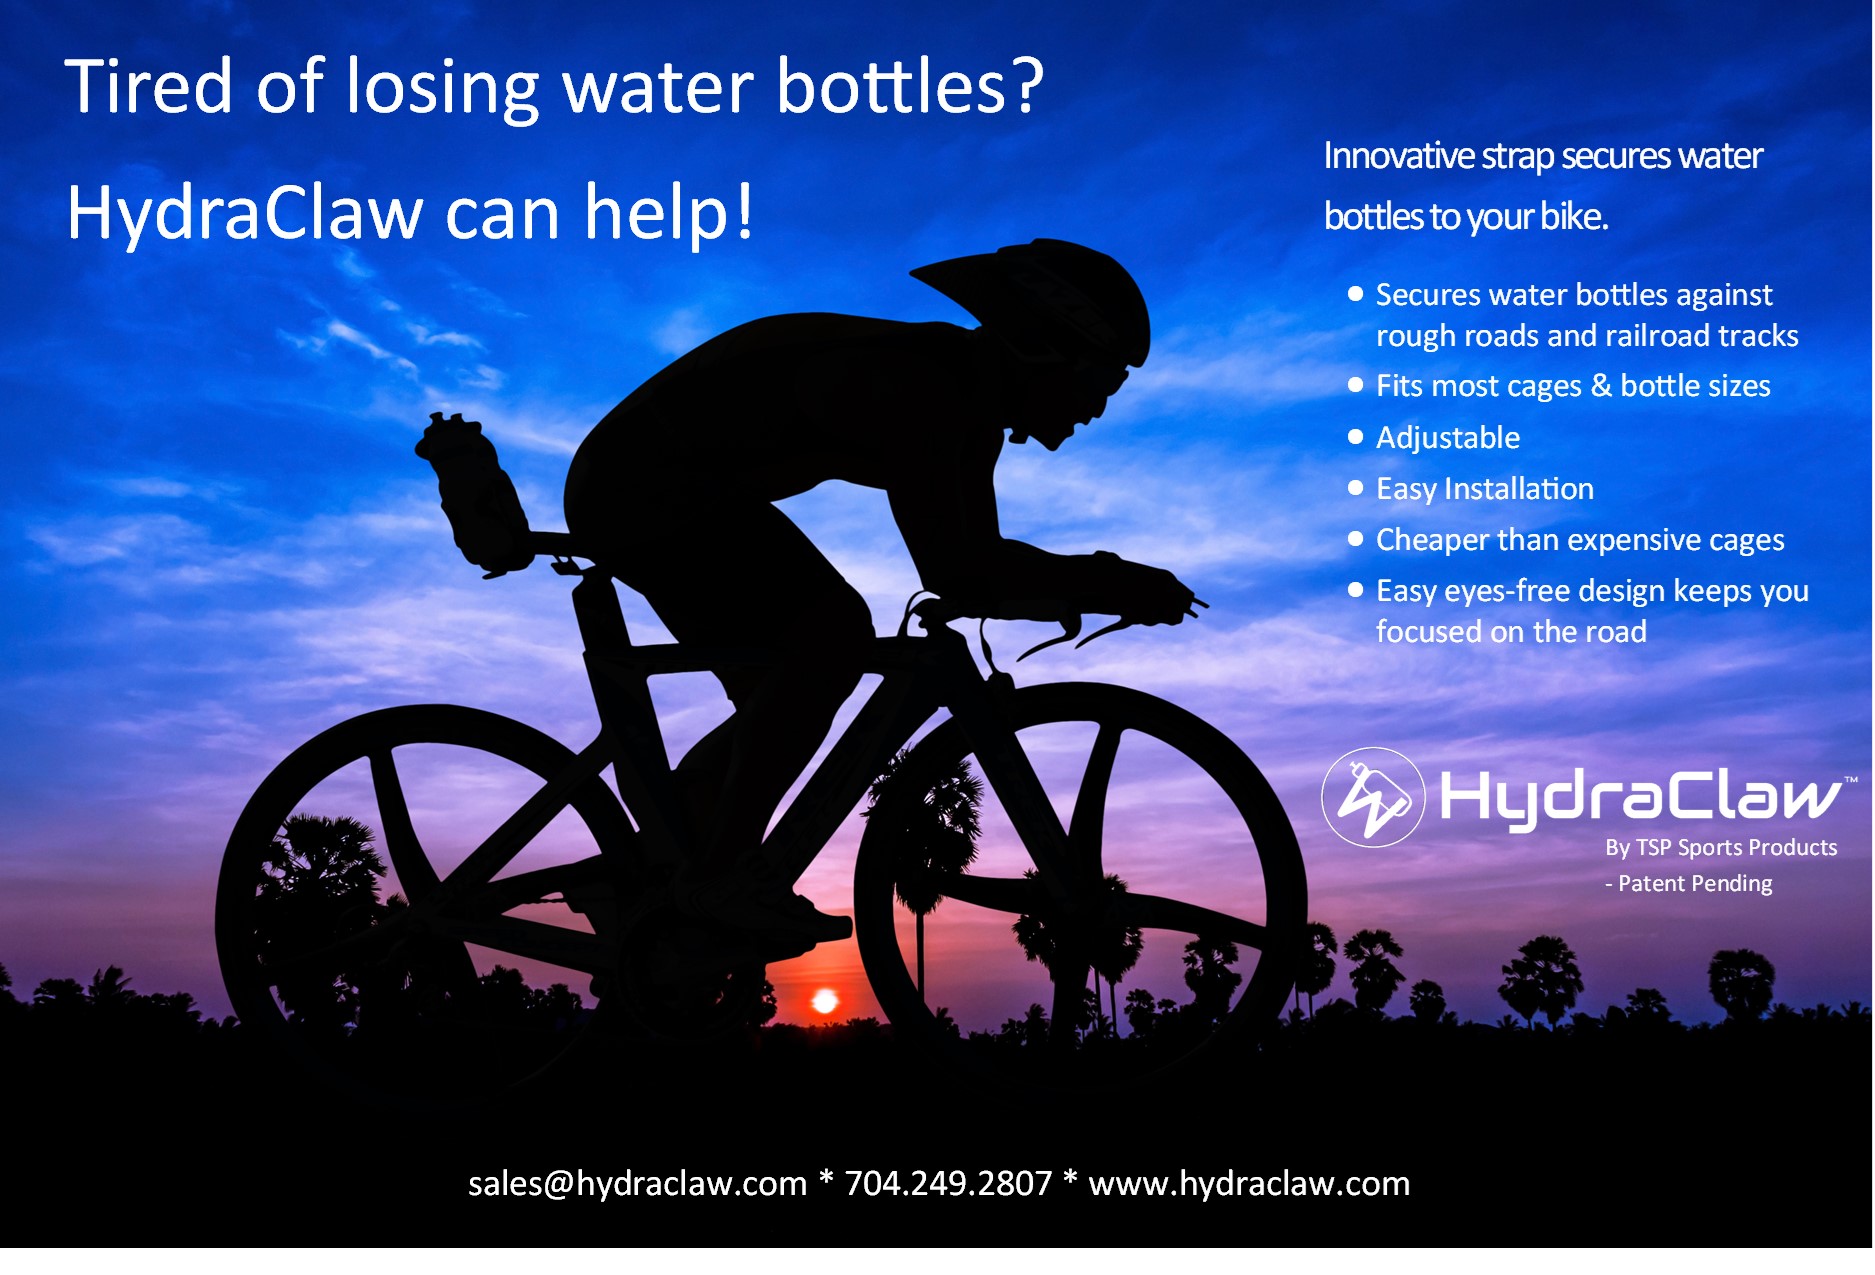 Tired of losing water bottles?
HydraClaw can help!
Innovative strap secures water
bottles to your bike.
• Secures water bottles against
rough roads and railroad tracks
• Fits most cages & bottle sizes
• Adjustable
• Easy Installation
• Cheaper than expensive cages
• Easy eyes-free design keeps you
focused on the road
HydraClaw™
By TSP Sports Products
- Patent Pending
sales@hydraclaw.com * 704.249.2807 * www.hydraclaw.com